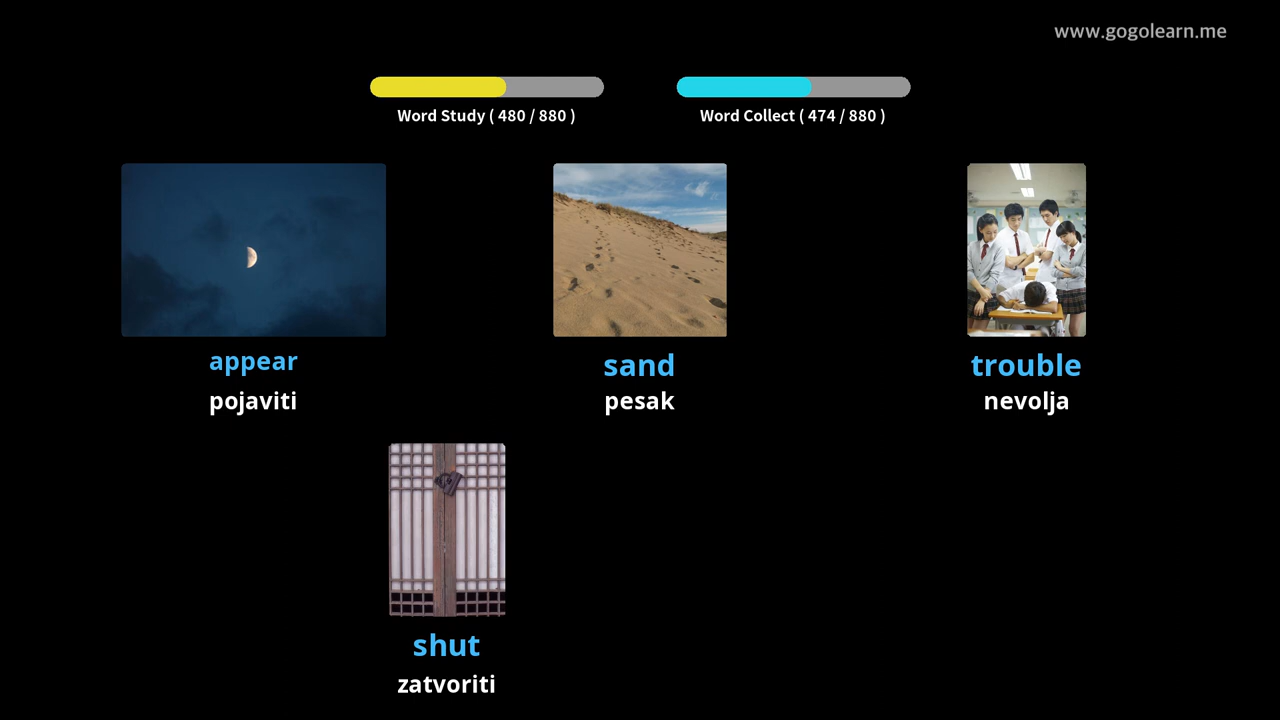 www.gogolearn.me
Word Study ( 480 / 880 )
Word Collect ( 474 / 880 )
appear
pojaviti
sand
pesak
trouble
nevolja
shut
zatvoriti